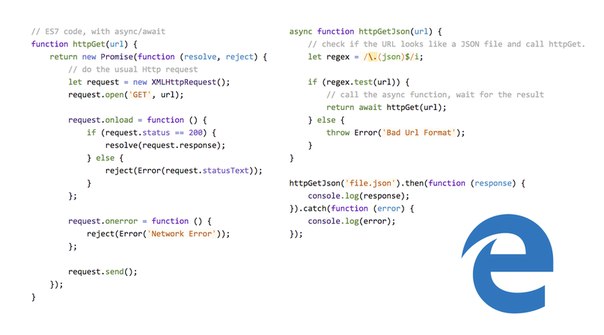 // ES7 code, with async/await
function httpGet(url) {
    return new Promise(function (resolve, reject) {
        // do the usual Http request
        let request = new XMLHttpRequest();
        request.open('GET', url);

        request.onload = function () {
            if (request.status == 200) {
                resolve(request.response);
            } else {
                reject(Error(request.statusText));
            }
        };

        request.onerror = function () {
            reject(Error('Network Error'));
        };

        request.send();
    });
}
async function httpGetJson(url) {
    // check if the URL looks like a JSON file and call httpGet.
    let regex = /\.(json)$/i;

    if (regex.test(url)) {
        // call the async function, wait for the result
        return await httpGet(url);
    } else {
        throw Error('Bad Url Format');
    }
}

httpGetJson('file.json').then(function (response) {
    console.log(response);
}).catch(function (error) {
    console.log(error);
});